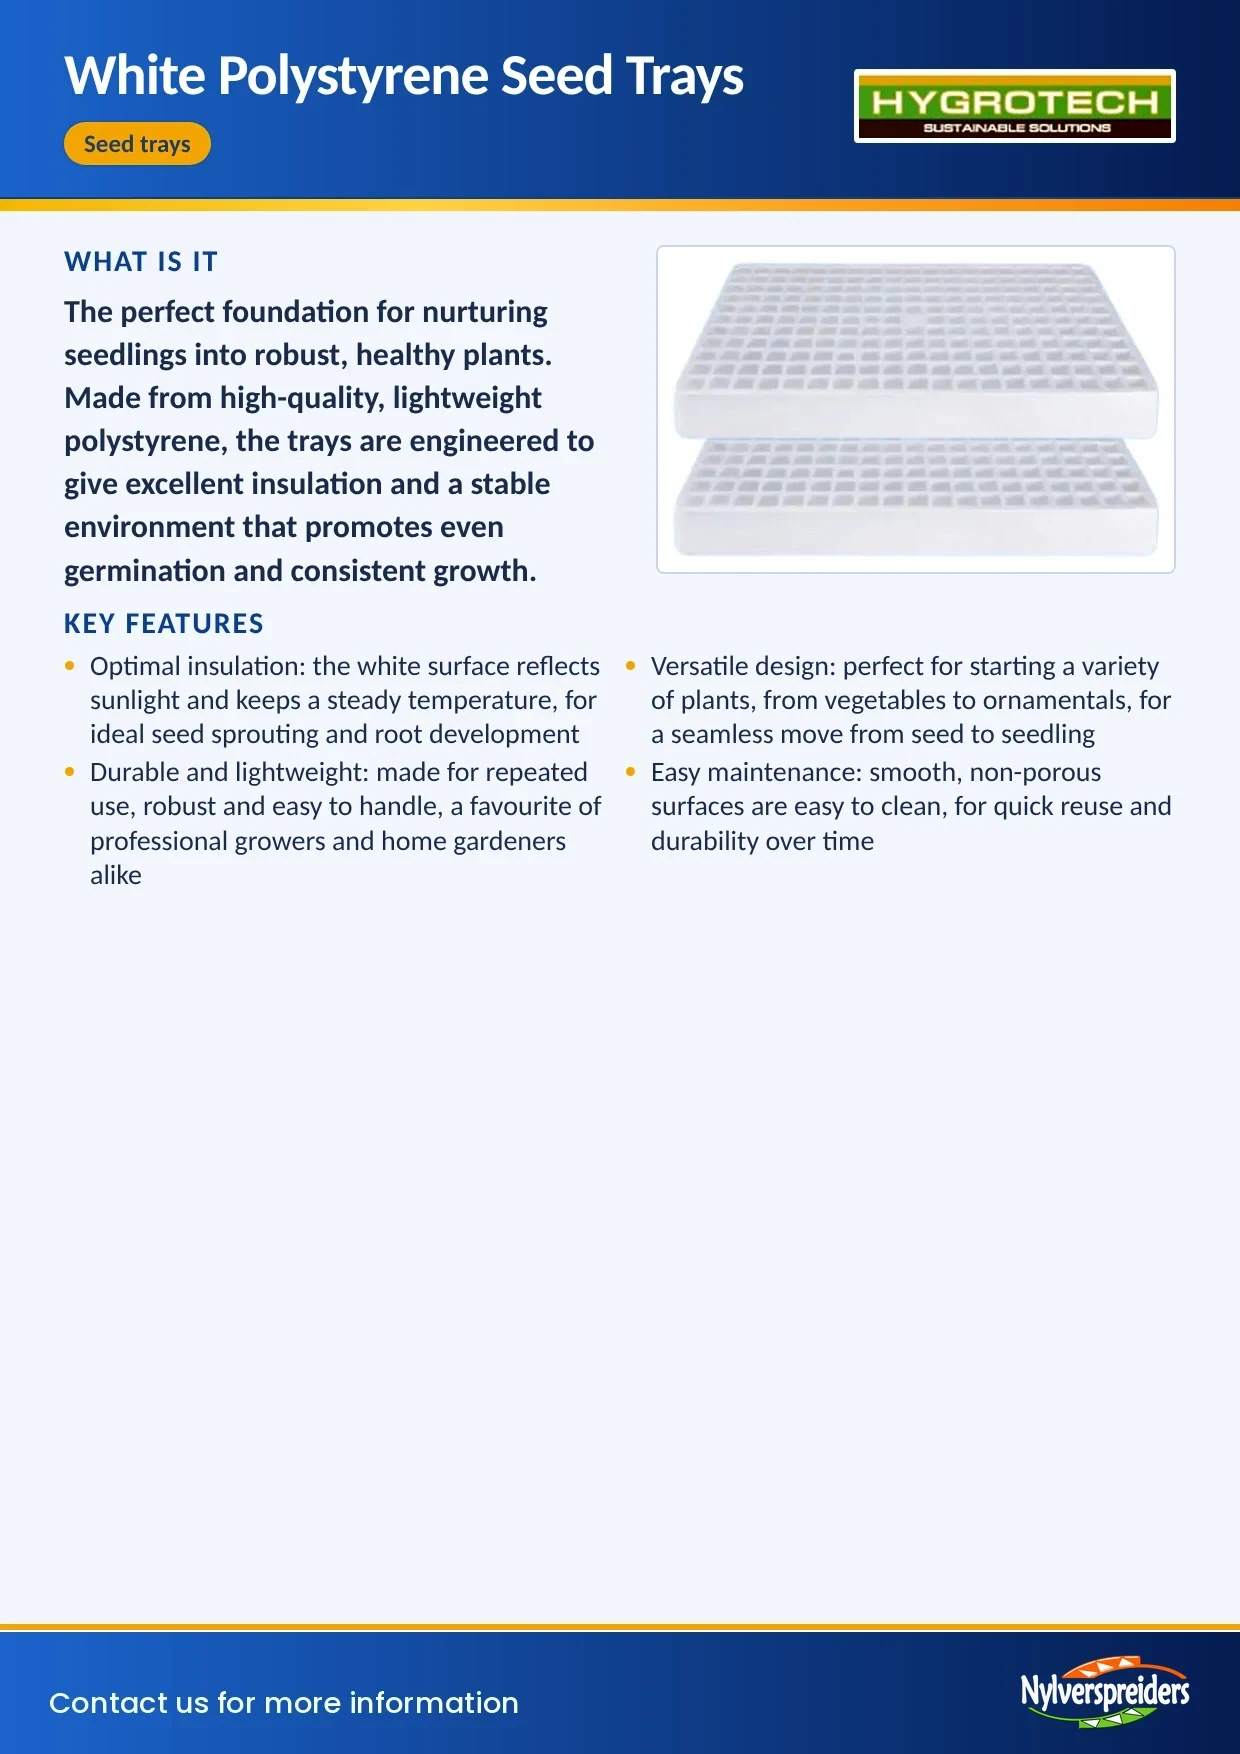 White Polystyrene Seed Trays
Seed trays
HYGROTECH
SUSTAINABLE SOLUTIONS
WHAT IS IT
The perfect foundation for nurturing
seedlings into robust, healthy plants.
Made from high-quality, lightweight
polystyrene, the trays are engineered to
give excellent insulation and a stable
environment that promotes even
germination and consistent growth.
KEY FEATURES
• Optimal insulation: the white surface reflects
sunlight and keeps a steady temperature, for
ideal seed sprouting and root development
• Durable and lightweight: made for repeated
use, robust and easy to handle, a favourite of
professional growers and home gardeners
alike
• Versatile design: perfect for starting a variety
of plants, from vegetables to ornamentals, for
a seamless move from seed to seedling
• Easy maintenance: smooth, non-porous
surfaces are easy to clean, for quick reuse and
durability over time
Contact us for more information
Nylverspreiders